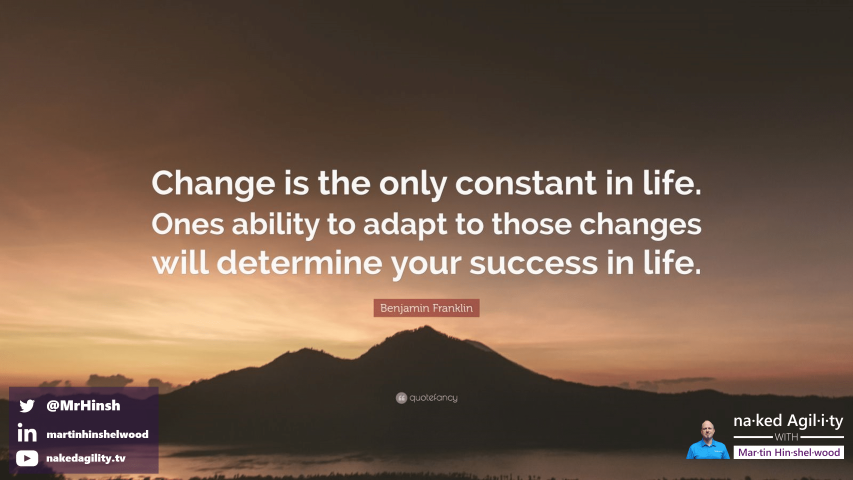 Change is the only constant in life.
Ones ability to adapt to those changes
will determine your success in life.
Benjamin Franklin
quotefancy
@MrHinsh
martinhinshelwood
nakedagility.tv
na·ked Agil·i·ty
WITH
Mar·tin Hin·shel·wood